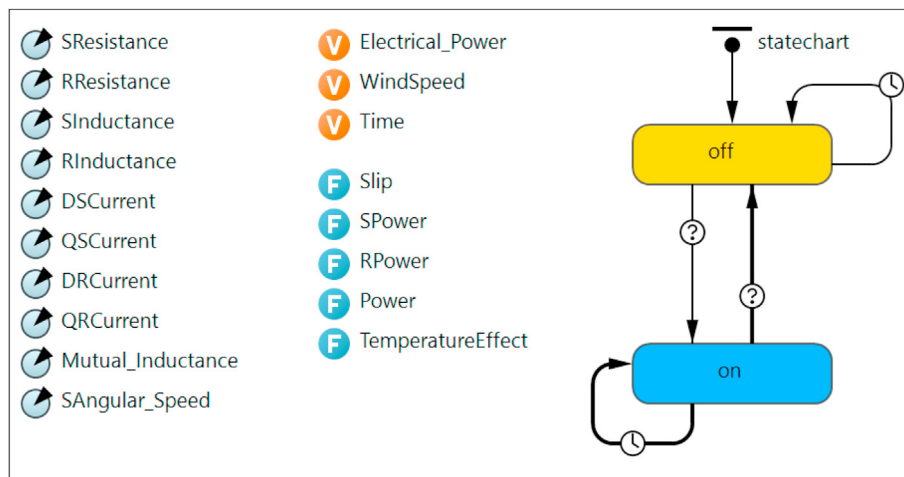 SResistance
RResistance
SInductance
RInductance
DSCurrent
QSCurrent
DRCurrent
QRCurrent
Mutual_Inductance
SAngular_Speed
V Electrical_Power
V WindSpeed
V Time
F Slip
F SPower
F RPower
F Power
F TemperatureEffect
statechart
off
?
?
on